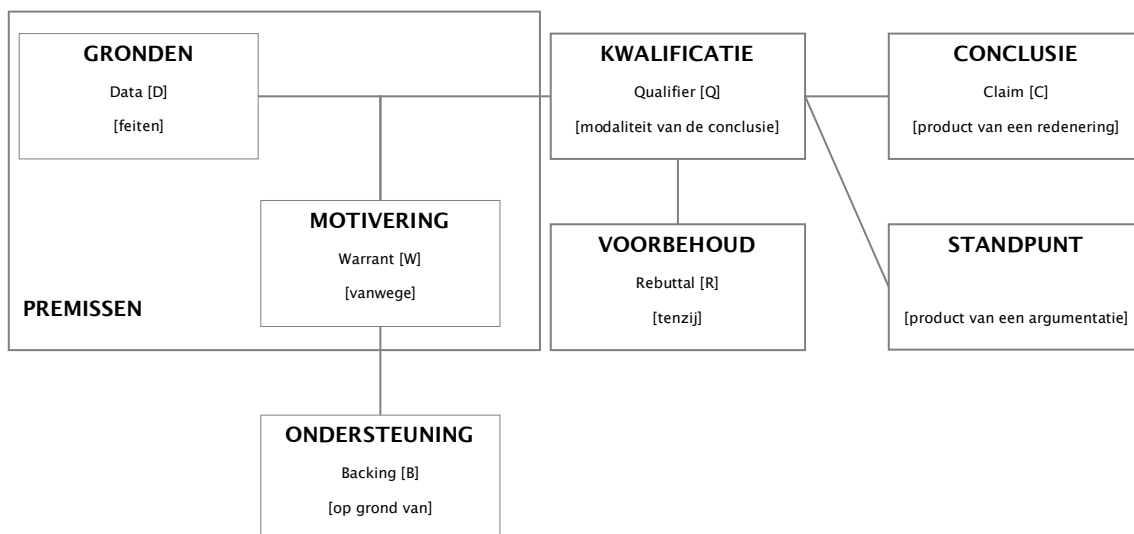 GRONDEN
Data [D]
[feiten]
KWALIFICATIE
Qualifier [Q]
[modaliteit van de conclusie]
CONCLUSIE
Claim [C]
[product van een redenering]
MOTIVERING
Warrant [W]
[vanwege]
PREMISSEN
VOORBEHOUD
Rebuttal [R]
[tenzij]
STANDPUNT
[product van een argumentatie]
ONDERSTEUNING
Backing [B]
[op grond van]